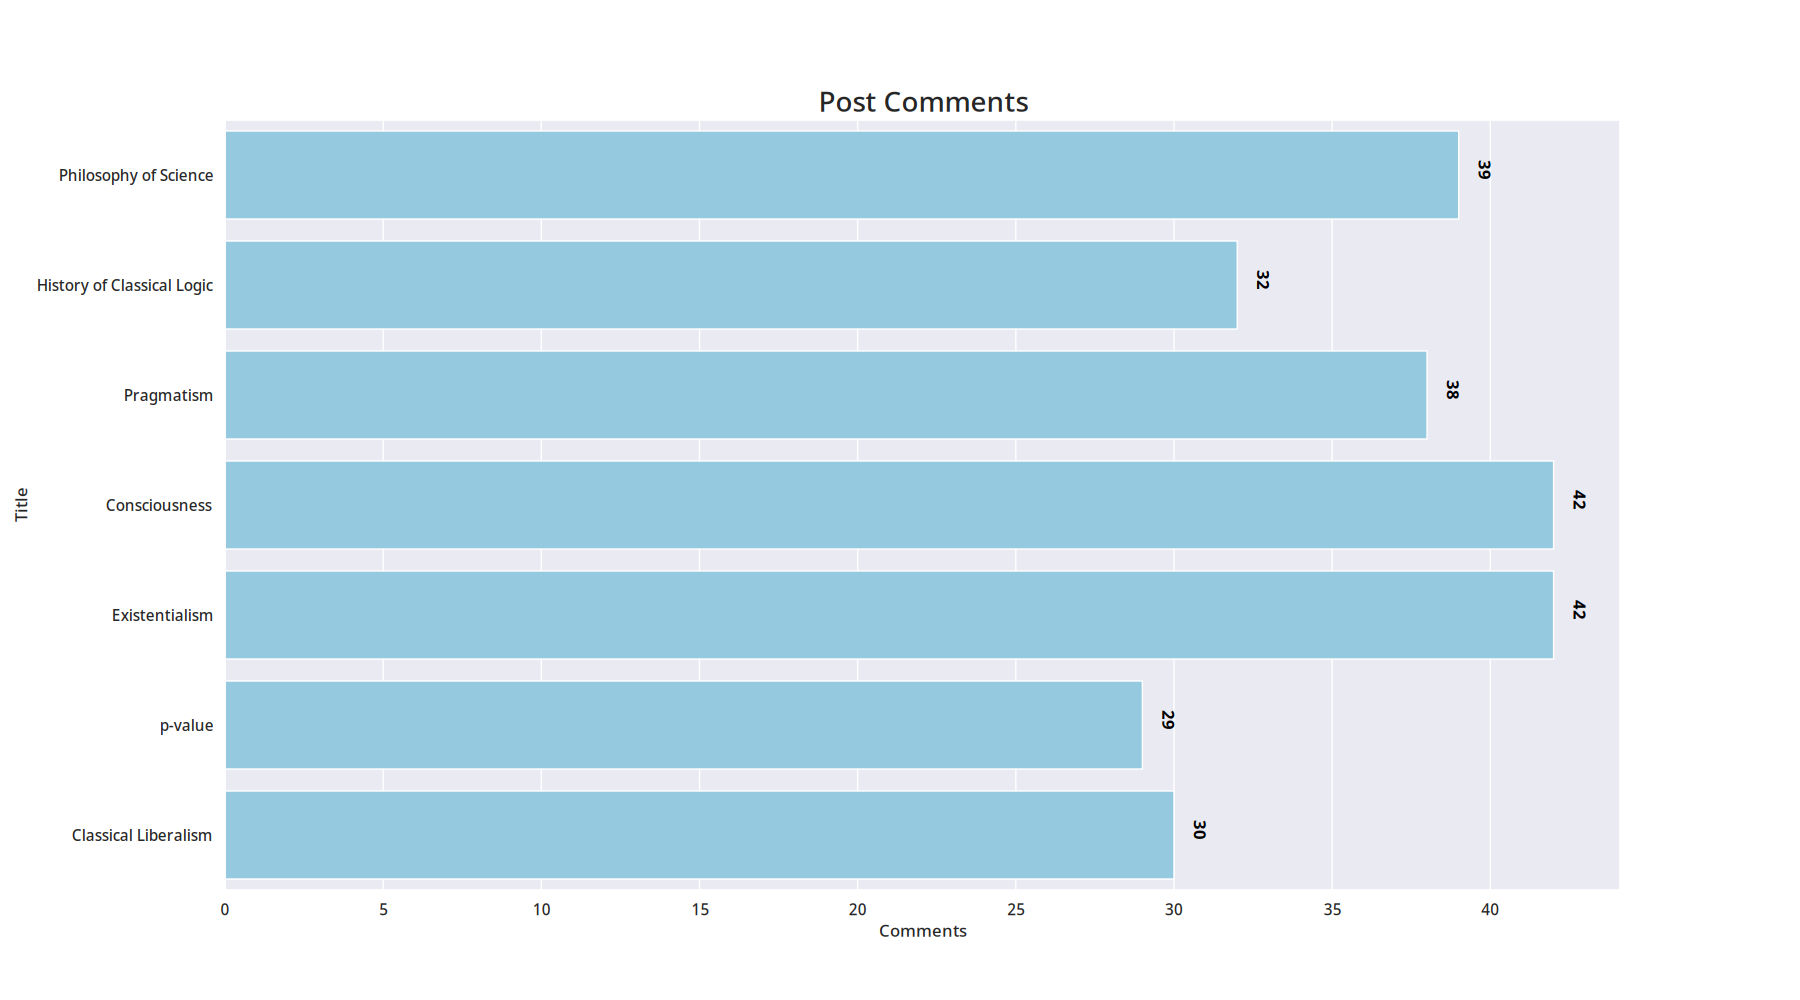 Post Comments
Philosophy of Science
39
History of Classical Logic
32
Pragmatism
38
Consciousness
42
Title
Existentialism
42
p-value
29
Classical Liberalism
30
0 5 10 15 20 25 30 35 40
Comments